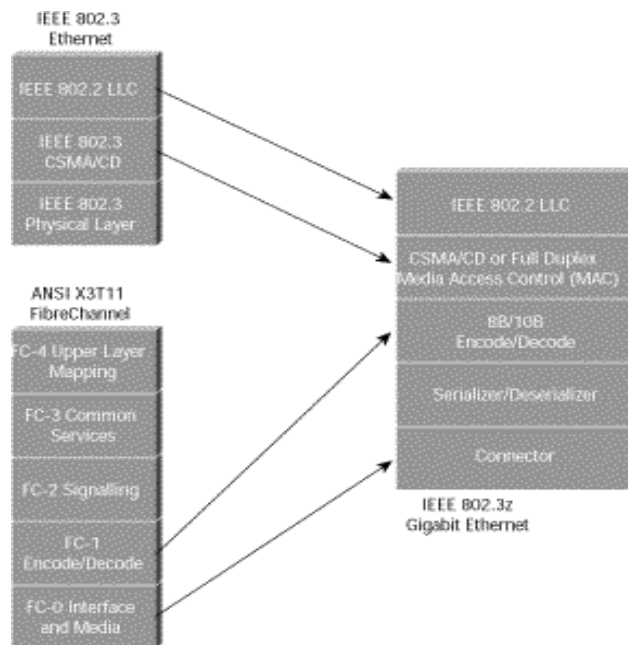 IEEE 802.3
Ethernet
IEEE 802.2 LLC
IEEE 802.3
CSMA/CD
IEEE 802.3
Physical Layer
ANSI X3T11
FibreChannel
FC-4 Upper Layer
Mapping
FC-3 Common
Services
FC-2 Signalling
FC-1
Encode/Decode
FC-0 Interface
and Media
IEEE 802.2 LLC
CSMA/CD or Full Duplex
Media Access Control (MAC)
8B/10B
Encode/Decode
Serializer/Deserializer
Connector
IEEE 802.3z
Gigabit Ethernet